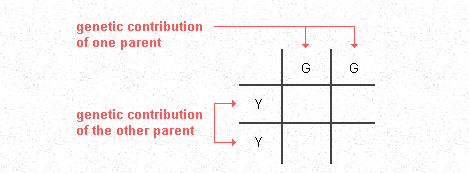 genetic contribution
of one parent
G G
genetic contribution
of the other parent
Y
Y